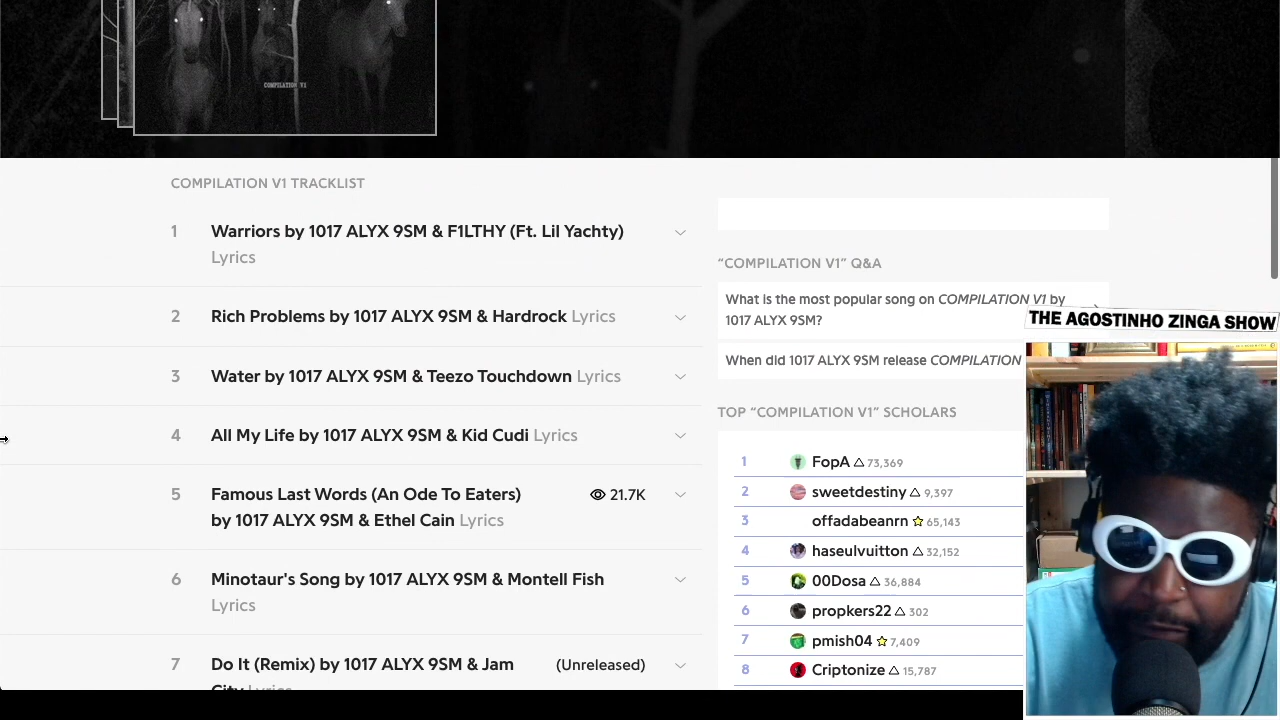 COMPILATION V1
COMPILATION V1 TRACKLIST
1 Warriors by 1017 ALYX 9SM & F1LTHY (Ft. Lil Yachty)
Lyrics
2 Rich Problems by 1017 ALYX 9SM & Hardrock Lyrics
3 Water by 1017 ALYX 9SM & Teezo Touchdown Lyrics
4 All My Life by 1017 ALYX 9SM & Kid Cudi Lyrics
5 Famous Last Words (An Ode To Eaters) 21.7K
by 1017 ALYX 9SM & Ethel Cain Lyrics
6 Minotaur's Song by 1017 ALYX 9SM & Montell Fish
Lyrics
7 Do It (Remix) by 1017 ALYX 9SM & Jam (Unreleased)
City Lyrics
“COMPILATION V1” Q&A
What is the most popular song on COMPILATION V1 by
1017 ALYX 9SM?
When did 1017 ALYX 9SM release COMPILATION
TOP “COMPILATION V1” SCHOLARS
1 FopA 73,369
2 sweetdestiny 9,397
3 offadabeanrn 65,143
4 haseulvuitton 32,152
5 00Dosa 36,884
6 propkers22 302
7 pmish04 7,409
8 Criptonize 15,787
THE AGOSTINHO ZINGA SHOW